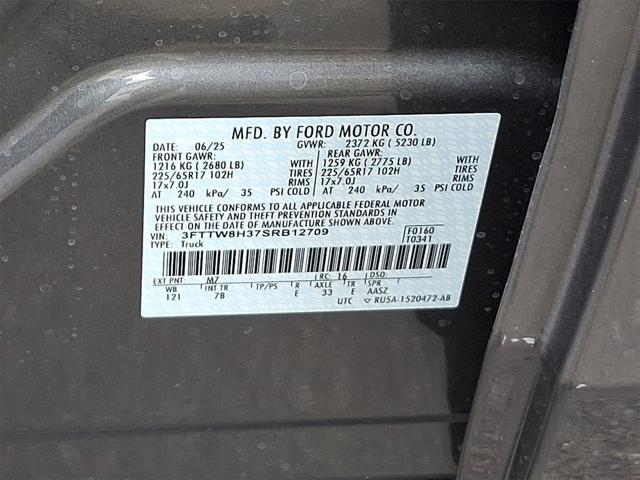 MFD. BY FORD MOTOR CO.
DATE: 06/25 GVWR: 2372 KG ( 5230 LB)
FRONT GAWR: REAR GAWR:
1216 KG ( 2680 LB) WITH 1259 KG ( 2775 LB) WITH
225/65R17 102H TIRES 225/65R17 102H TIRES
17x7.0J RIMS 17x7.0J RIMS
AT 240 kPa/ 35 PSI COLD AT 240 kPa/ 35 PSI COLD
THIS VEHICLE CONFORMS TO ALL APPLICABLE FEDERAL MOTOR
VEHICLE SAFETY AND THEFT PREVENTION STANDARDS IN
EFFECT ON THE DATE OF MANUFACTURE SHOWN ABOVE.
VIN: 3FTTW8H37SRB12709 F0160
TYPE: Truck T0341
EXT PNT: M7 RC: 16 DSO:
WB INT TR TP/PS R AXLE TR SPR
121 7B E 33 E AASZ
UTC RU5A-1520472-AB